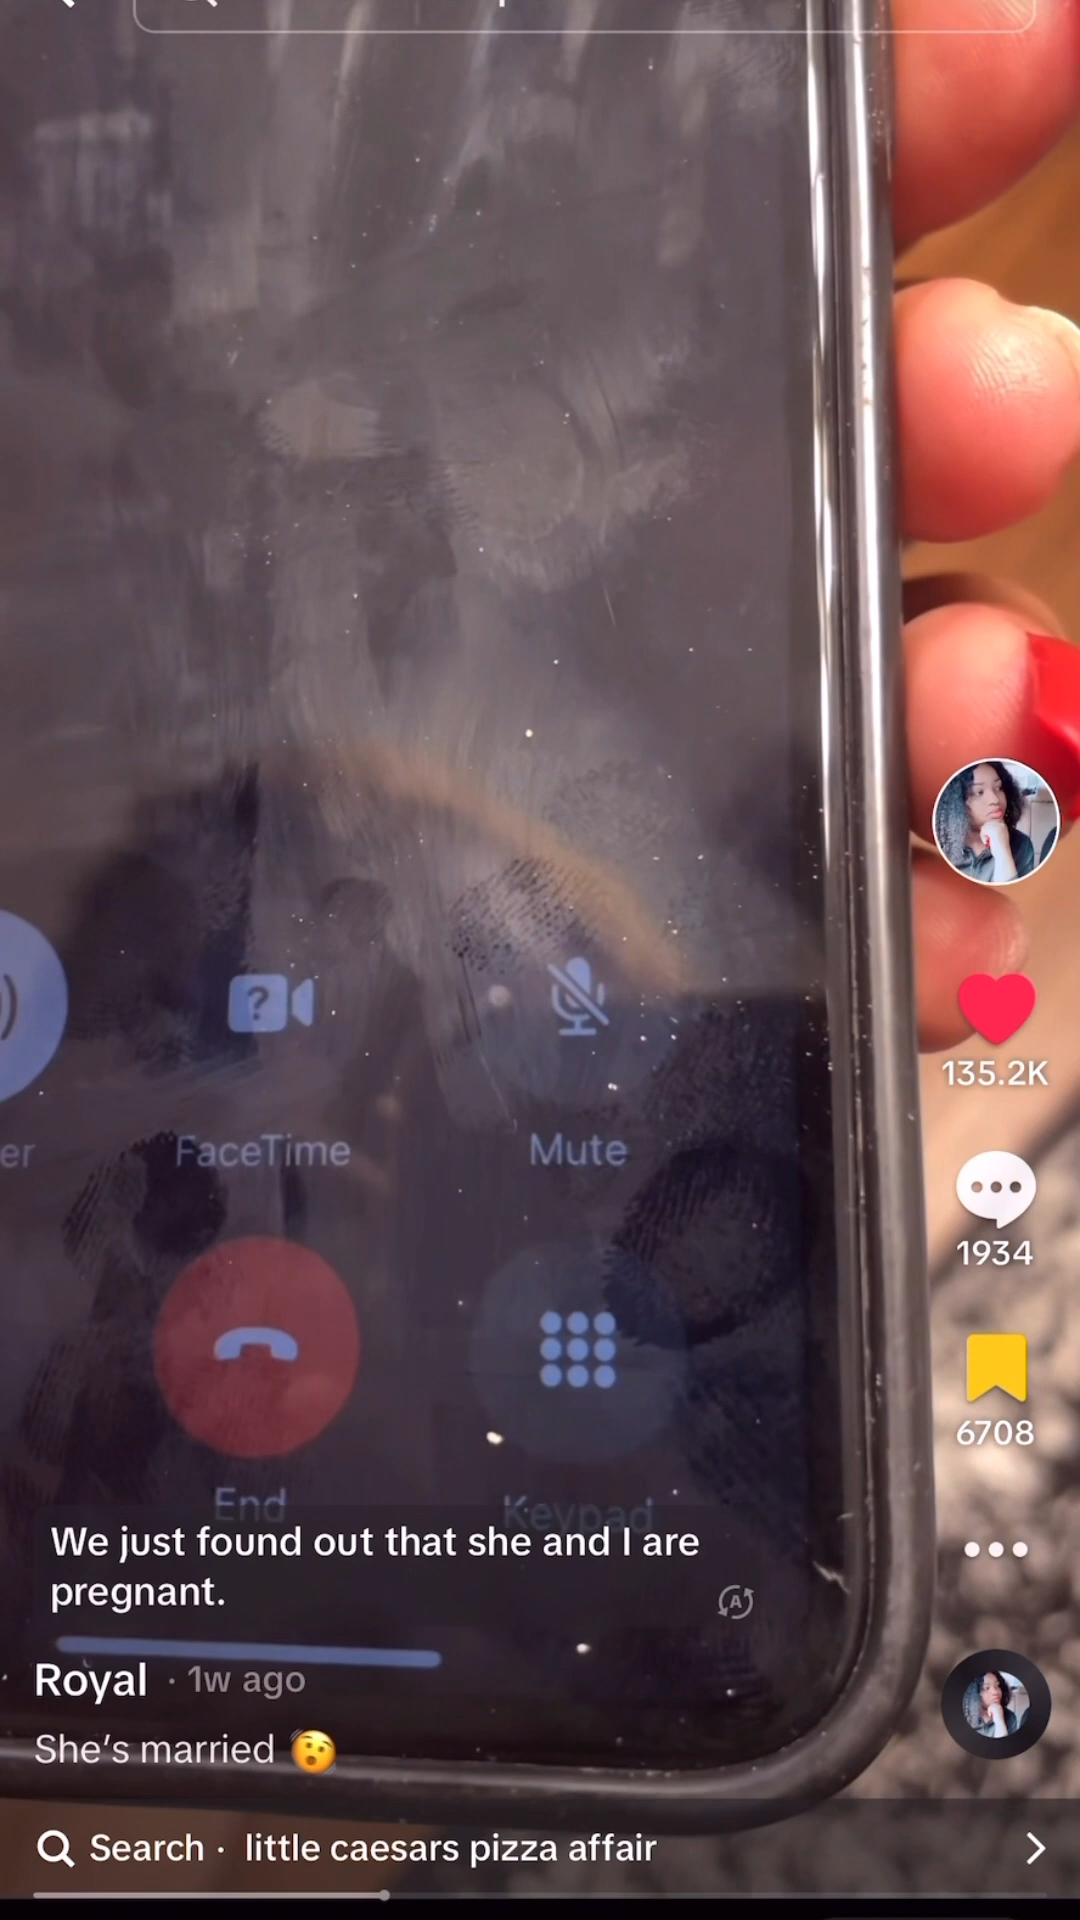 er
FaceTime
Mute
End
Keypad
We just found out that she and I are
pregnant.
A
Royal · 1w ago
She's married 😯
135.2K
1934
6708
Search · little caesars pizza affair